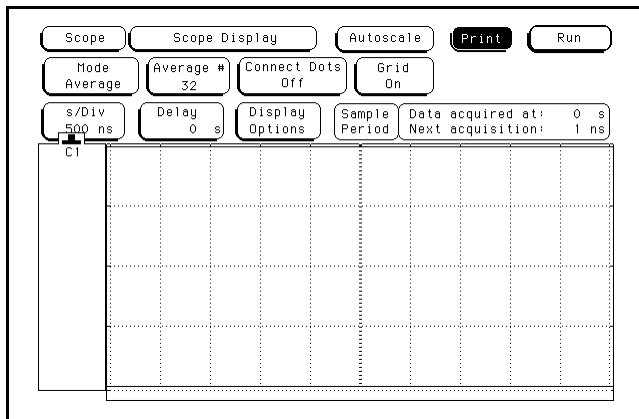 Scope Scope Display Autoscale Print Run
Mode Average # Connect Dots Grid
Average 32 Off On
s/Div Delay Display Sample Data acquired at: 0 s
500 ns 0 s Options Period Next acquisition: 1 ns
C1